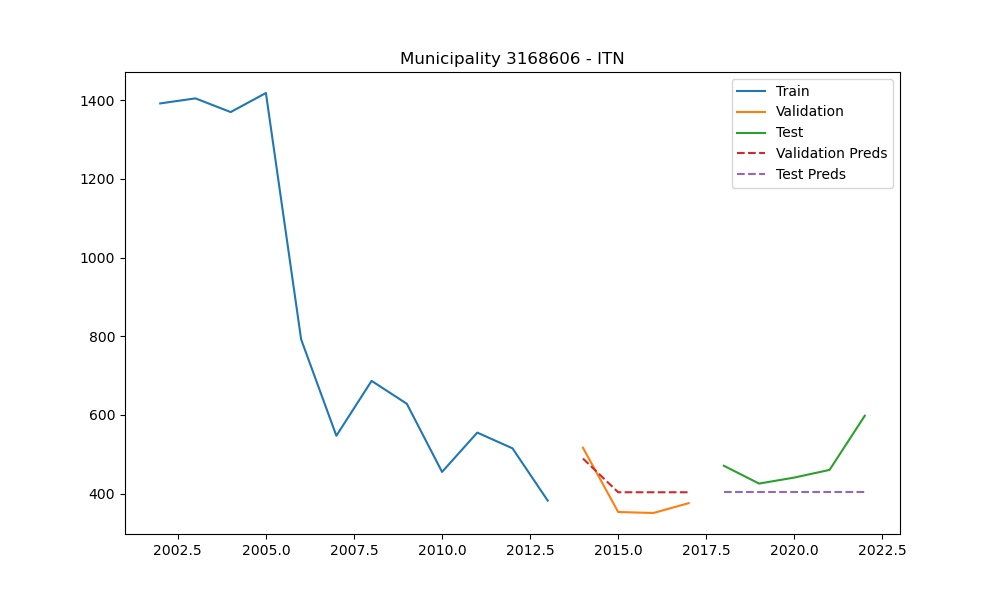 Municipality 3168606 - ITN
Train
Validation
Test
Validation Preds
Test Preds
1400
1200
1000
800
600
400
2002.5 2005.0 2007.5 2010.0 2012.5 2015.0 2017.5 2020.0 2022.5